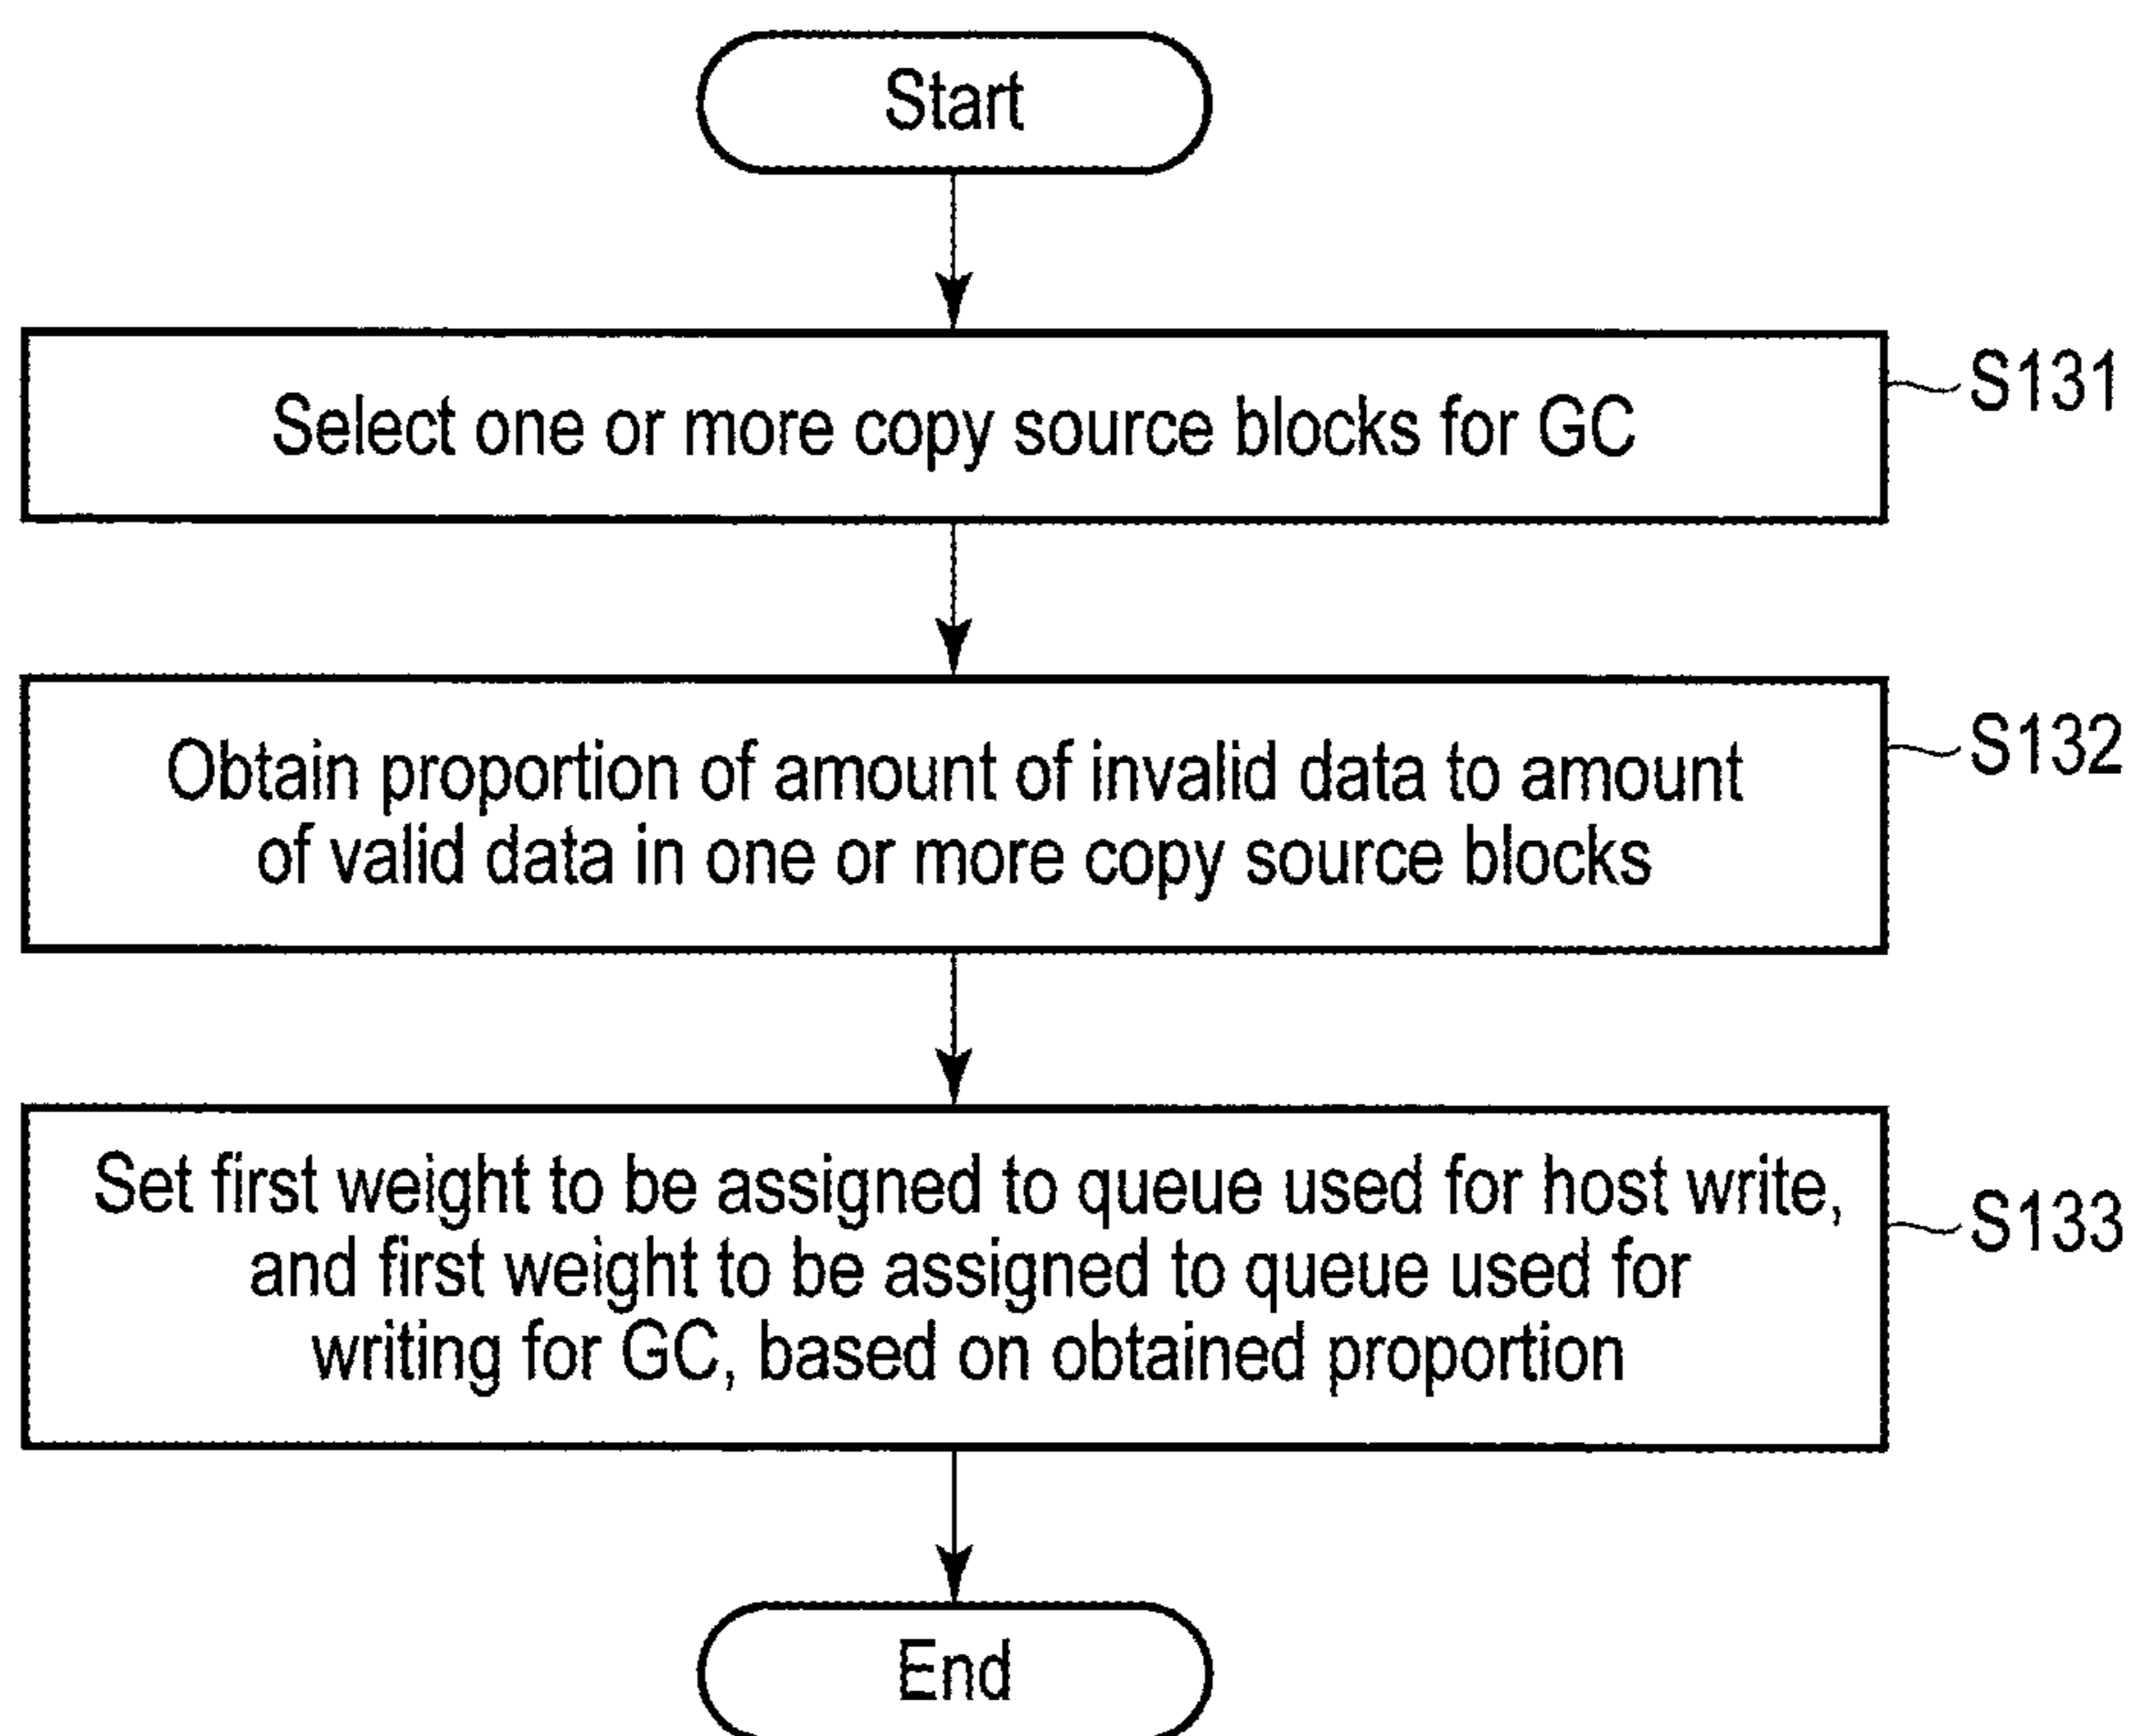 Start
Select one or more copy source blocks for GC
S131
Obtain proportion of amount of invalid data to amount
of valid data in one or more copy source blocks
S132
Set first weight to be assigned to queue used for host write,
and first weight to be assigned to queue used for
writing for GC, based on obtained proportion
S133
End